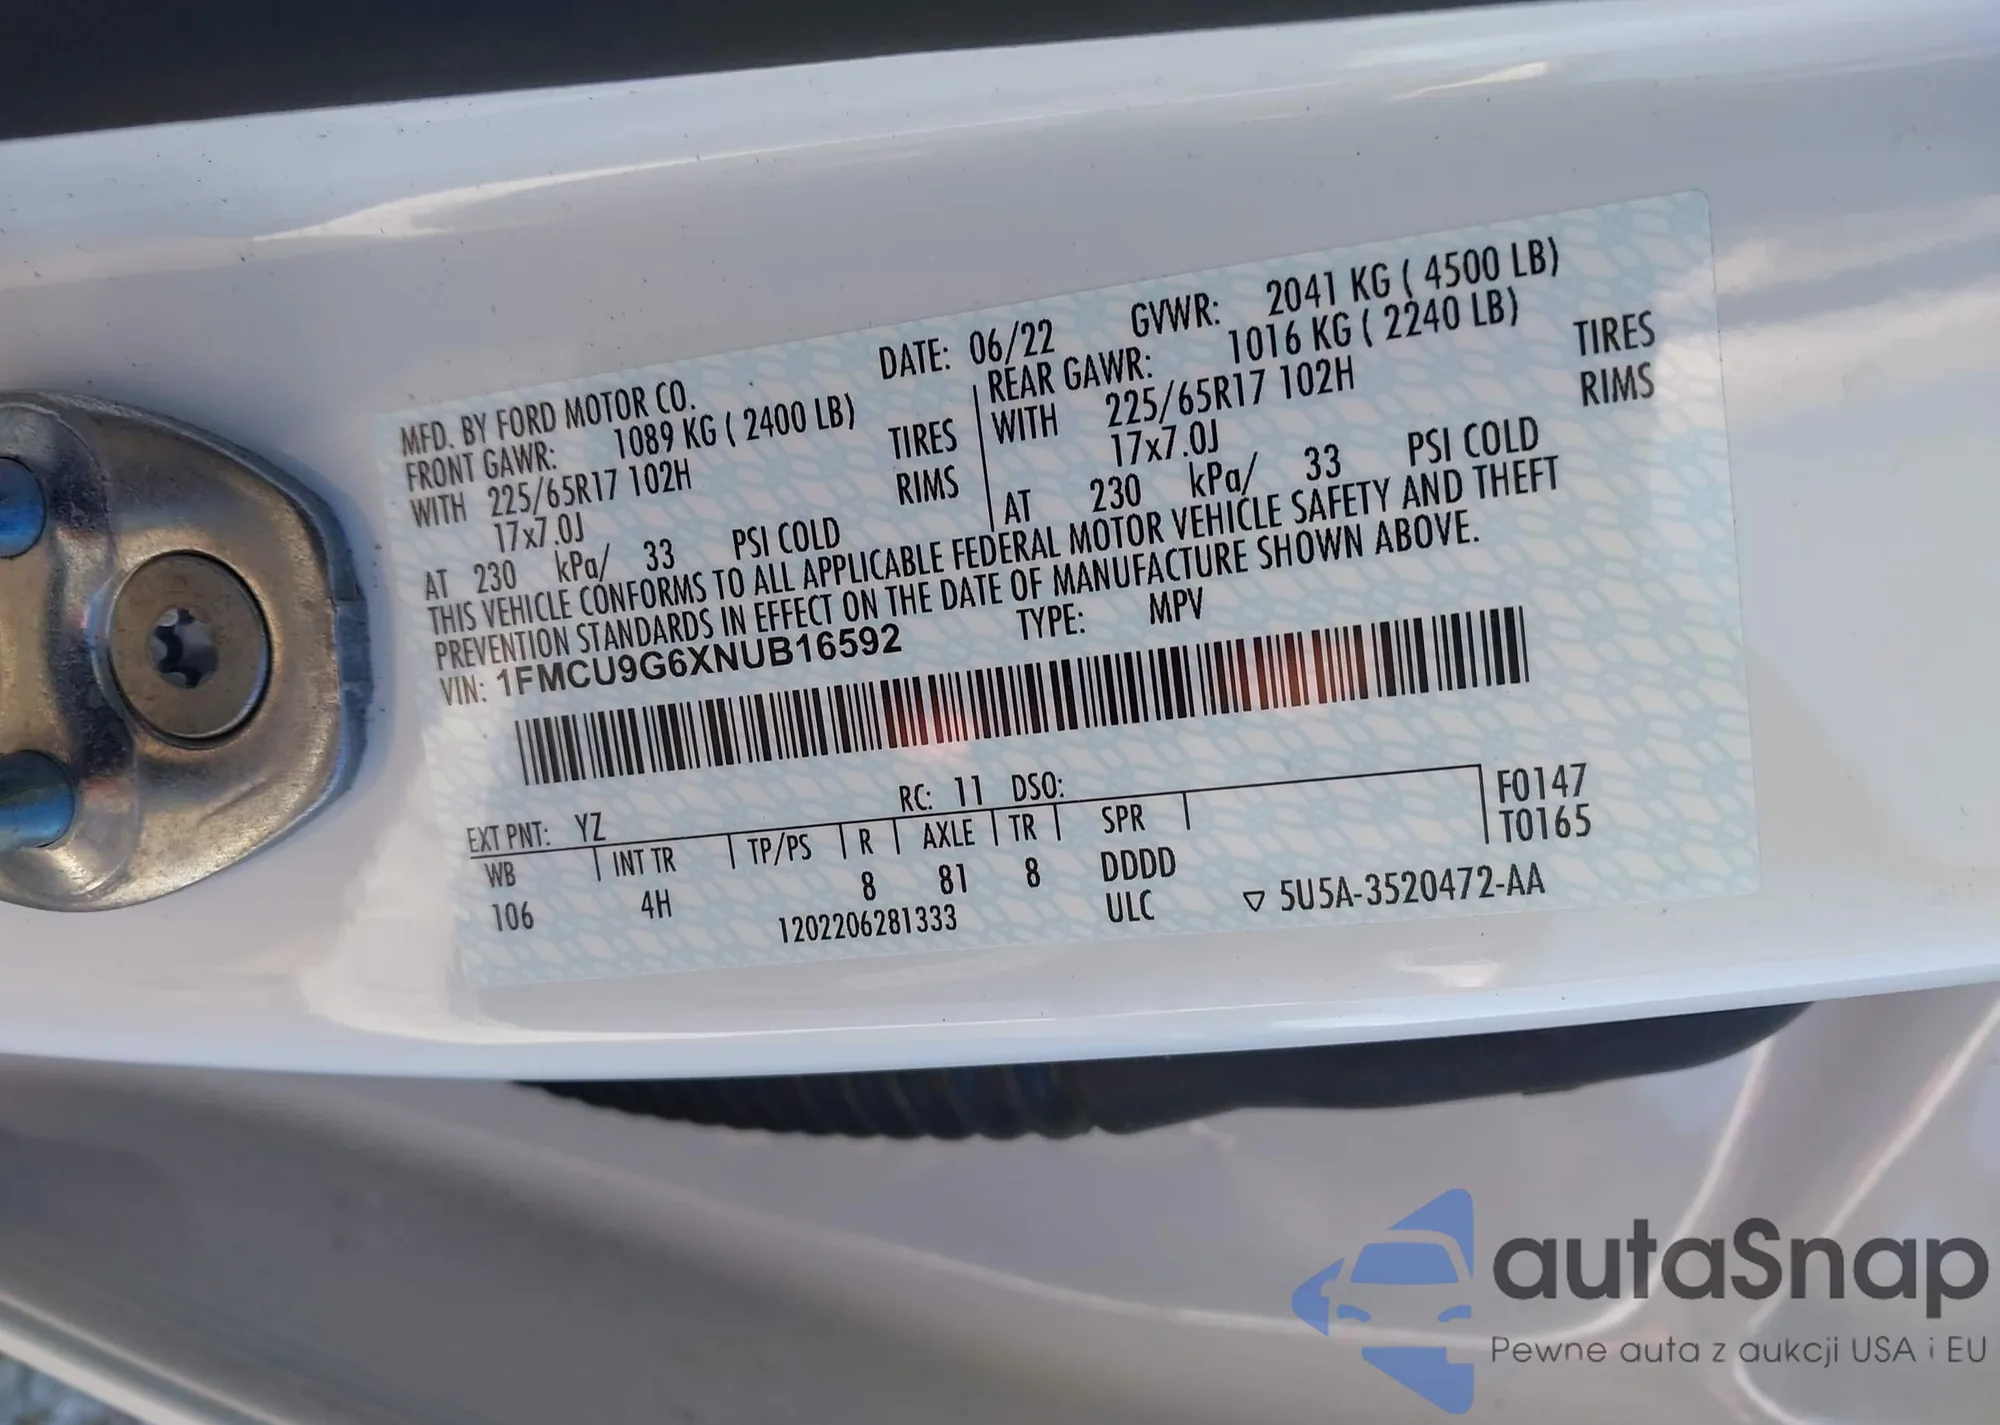 MFD. BY FORD MOTOR CO. DATE: 06/22 GVWR: 2041 KG ( 4500 LB)
FRONT GAWR: 1089 KG ( 2400 LB) REAR GAWR: 1016 KG ( 2240 LB)
WITH 225/65R17 102H TIRES WITH 225/65R17 102H TIRES
17x7.0J RIMS 17x7.0J RIMS
AT 230 kPa/ 33 PSI COLD AT 230 kPa/ 33 PSI COLD
THIS VEHICLE CONFORMS TO ALL APPLICABLE FEDERAL MOTOR VEHICLE SAFETY AND THEFT
PREVENTION STANDARDS IN EFFECT ON THE DATE OF MANUFACTURE SHOWN ABOVE.
VIN: 1FMCU9G6XNUB16592 TYPE: MPV
EXT PNT: YZ RC: 11 DSO: F0147
WB INT TR TP/PS R AXLE TR SPR T0165
106 4H 8 81 8 DDDD
1202206281333 ULC ▽ 5U5A-3520472-AA
autaSnap
Pewne auta z aukcji USA i EU